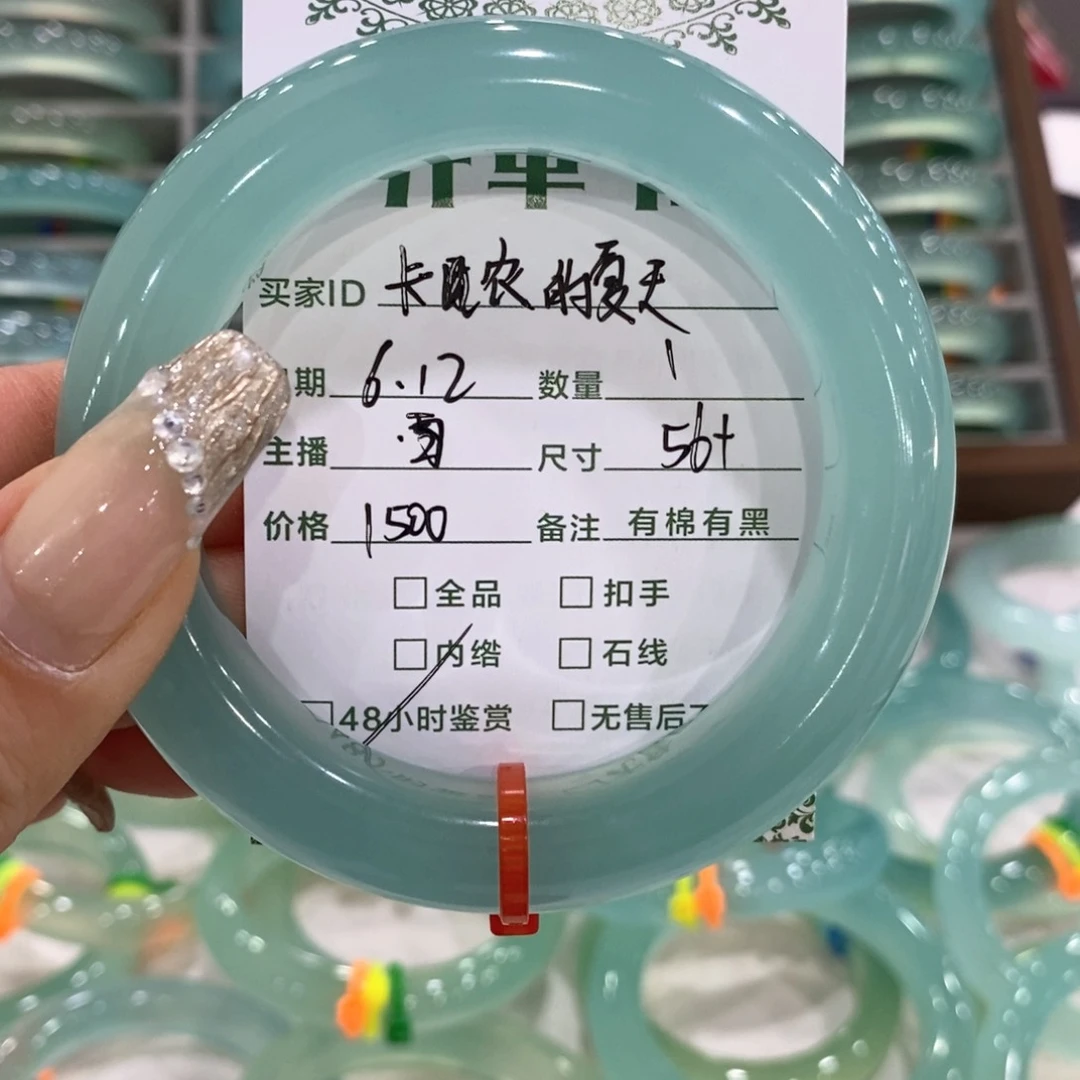 买家ID 卡昆农的夏天
期 6.12 数量 1
主播 尺寸 56+
价格 1500 备注 有棉有黑
□全品 □扣手
□内绺 □石线
□48小时鉴赏 □无售后